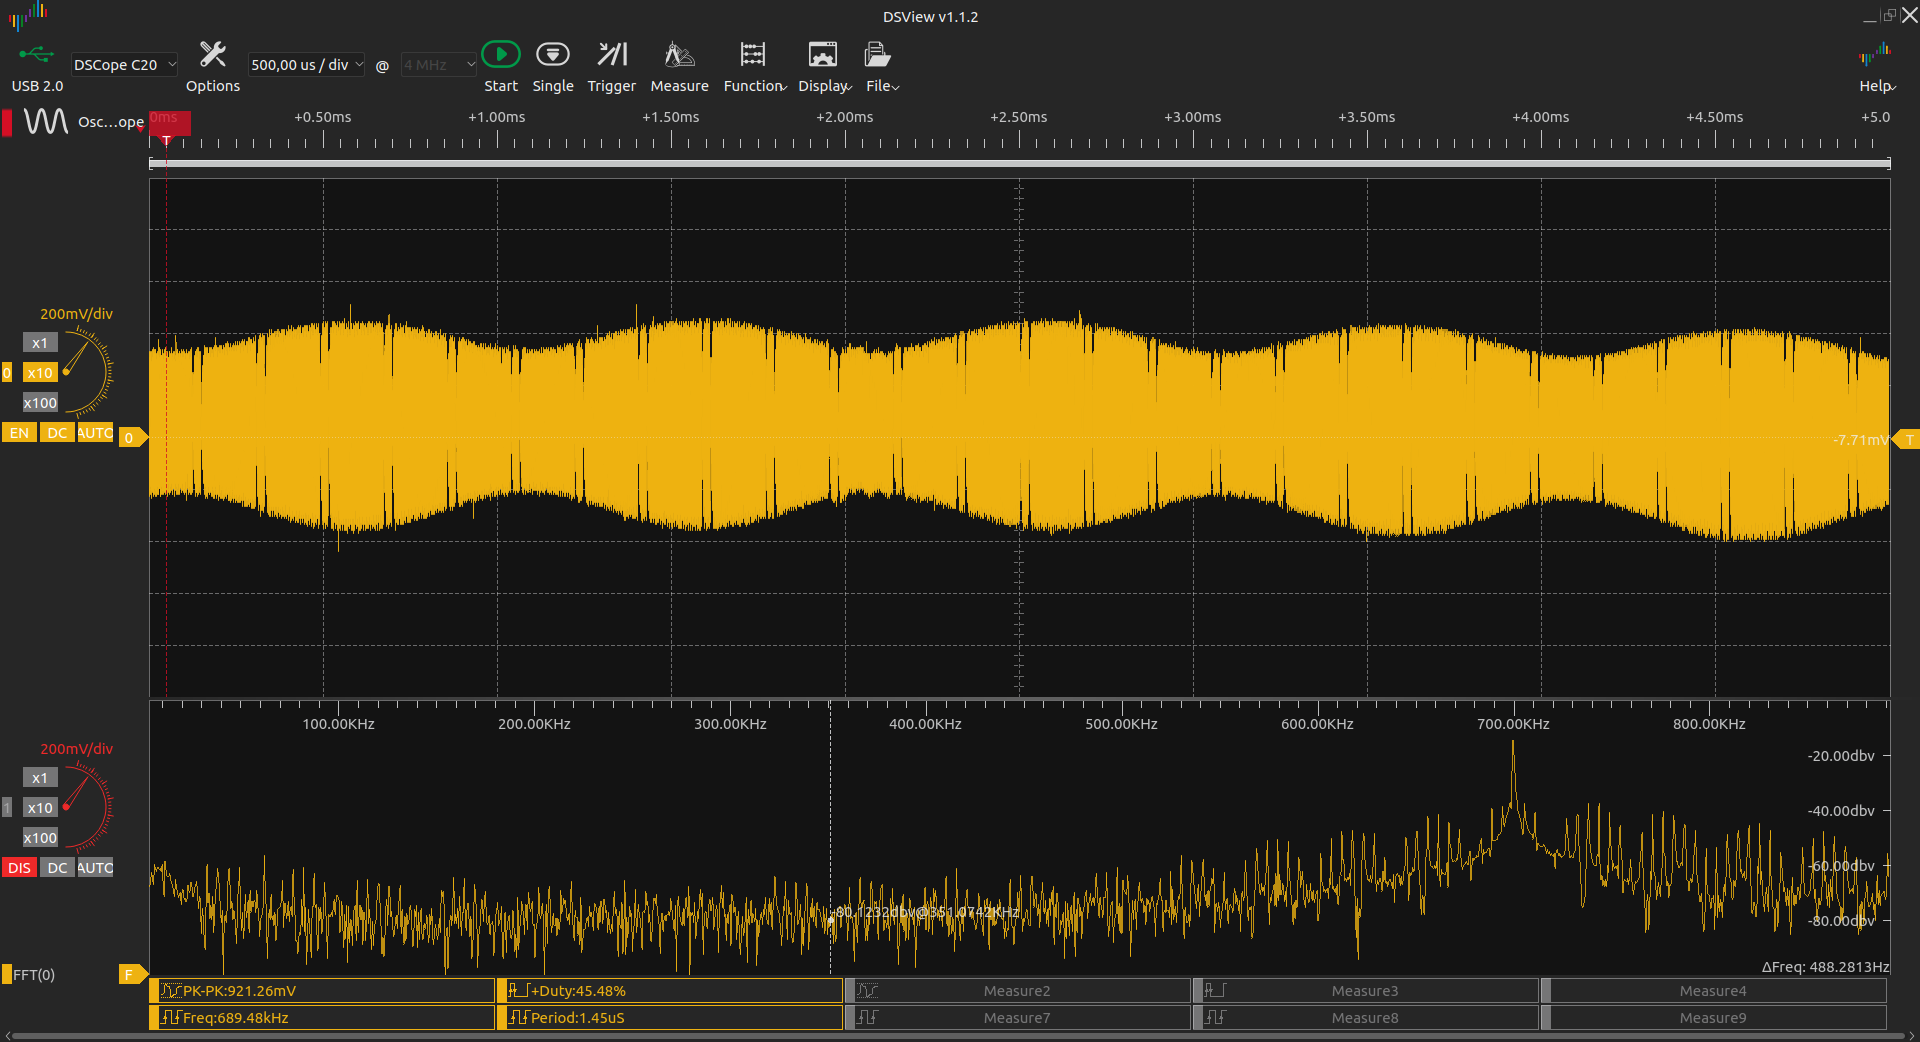 DSView v1.1.2
USB 2.0
DSCope C20
Options
500,00 us / div
@
4 MHz
Start
Single
Trigger
Measure
Function
Display
File
Help
Osc...ope
0ms
+0.50ms
+1.00ms
+1.50ms
+2.00ms
+2.50ms
+3.00ms
+3.50ms
+4.00ms
+4.50ms
+5.0
T
200mV/div
x1
0
x10
x100
EN
DC
AUTO
0
-7.71mV
T
100.00KHz
200.00KHz
300.00KHz
400.00KHz
500.00KHz
600.00KHz
700.00KHz
800.00KHz
200mV/div
x1
1
x10
x100
DIS
DC
AUTO
-20.00dbv
-40.00dbv
-60.00dbv
-80.00dbv
-80.1232dbv@351.0742KHz
FFT(0)
F
ΔFreq: 488.2813Hz
PK-PK:921.26mV
+Duty:45.48%
Measure2
Measure3
Measure4
Freq:689.48kHz
Period:1.45uS
Measure7
Measure8
Measure9